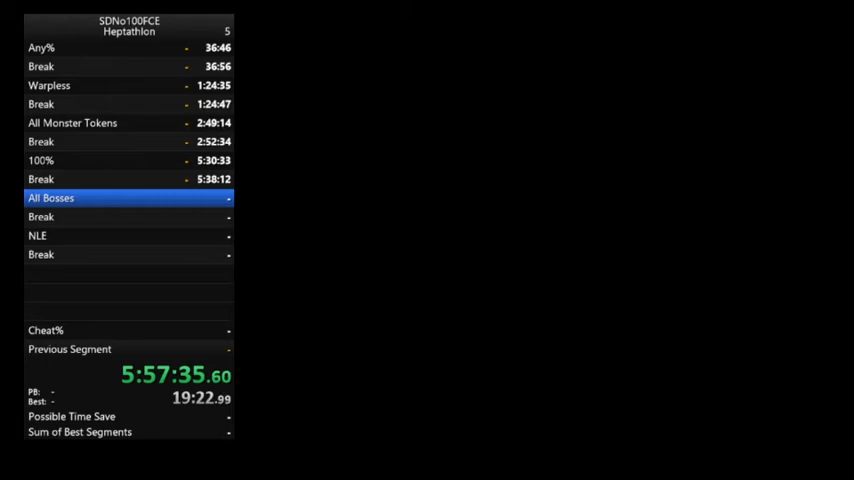 SDNo100FCE
Heptathlon 5
Any% - 36:46
Break - 36:56
Warpless - 1:24:35
Break - 1:24:47
All Monster Tokens - 2:49:14
Break - 2:52:34
100% - 5:30:33
Break - 5:38:12
All Bosses -
Break -
NLE -
Break -
Cheat% -
Previous Segment -
5:57:35.60
PB: -
Best: - 19:22.99
Possible Time Save -
Sum of Best Segments -